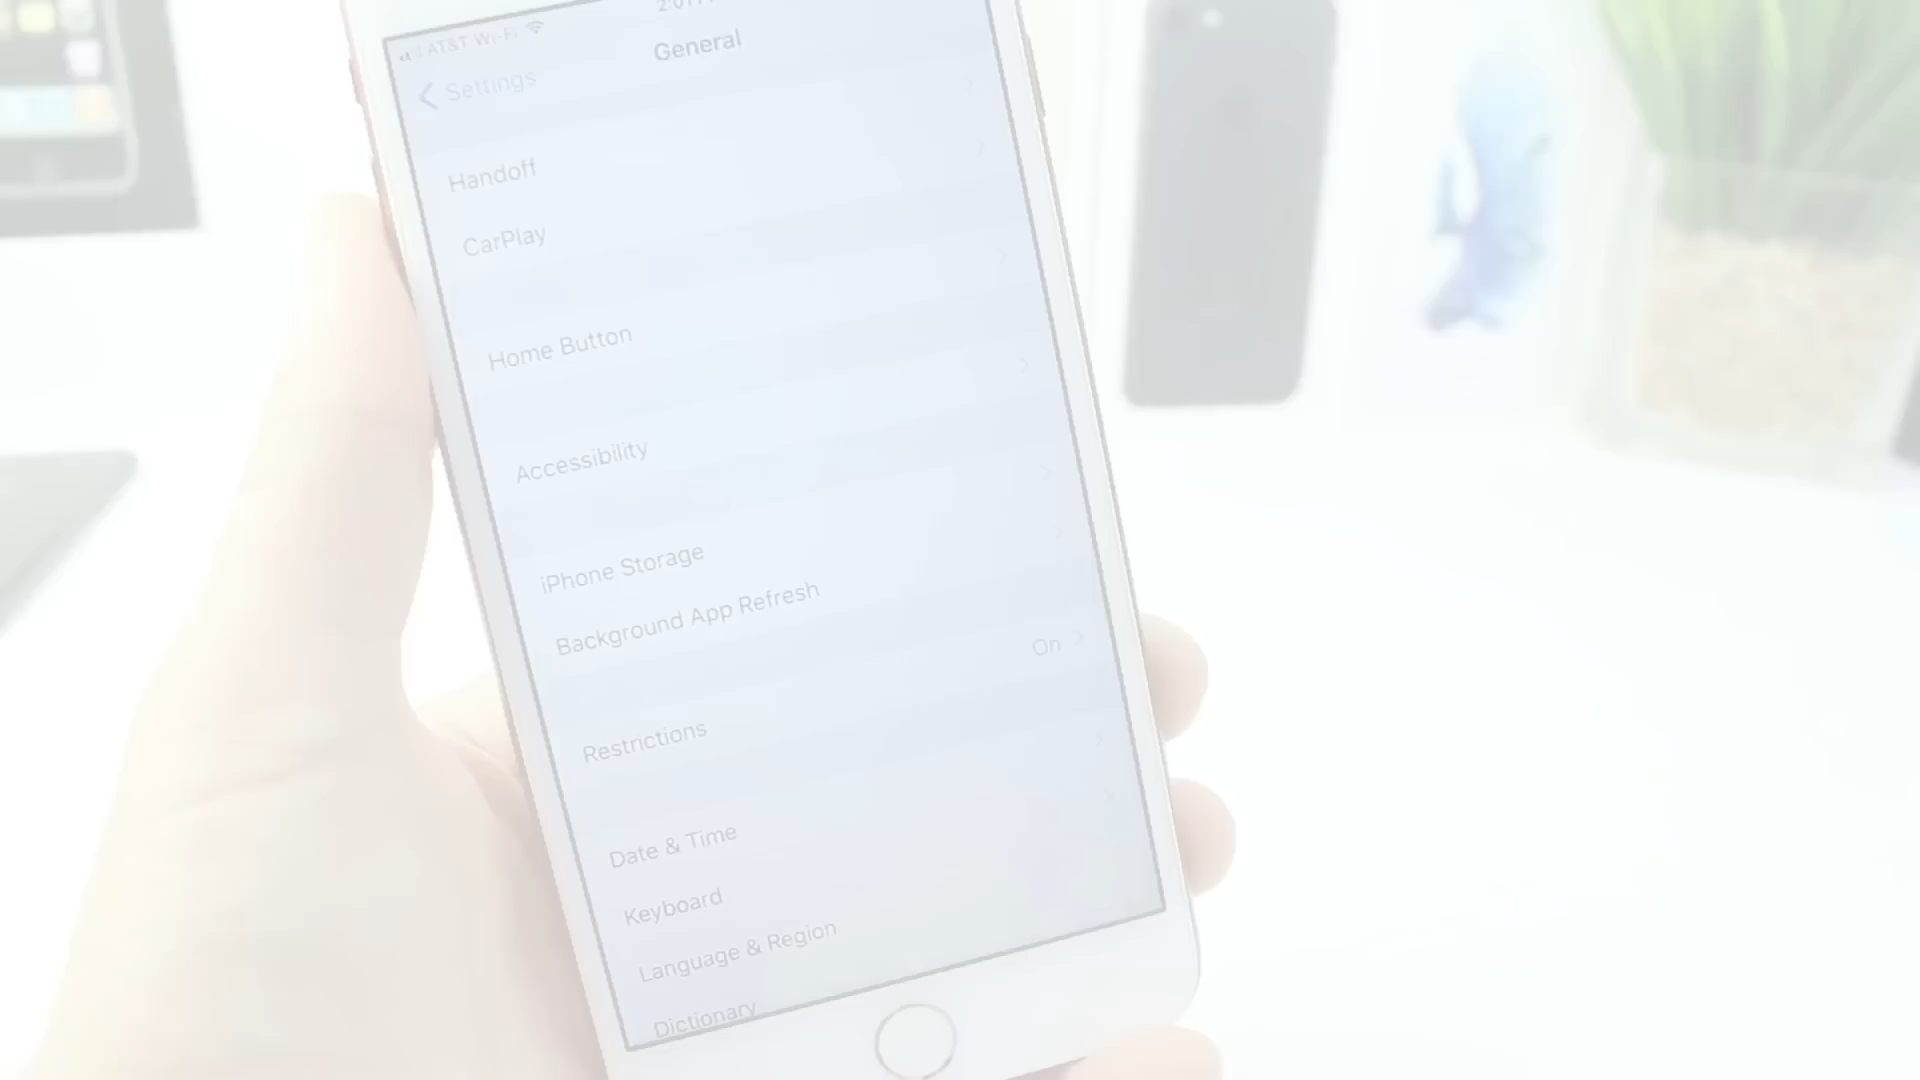 AT&T Wi-Fi
General
Settings
Handoff
CarPlay
Home Button
Accessibility
iPhone Storage
Background App Refresh
Restrictions On
Date & Time
Keyboard
Language & Region
Dictionary